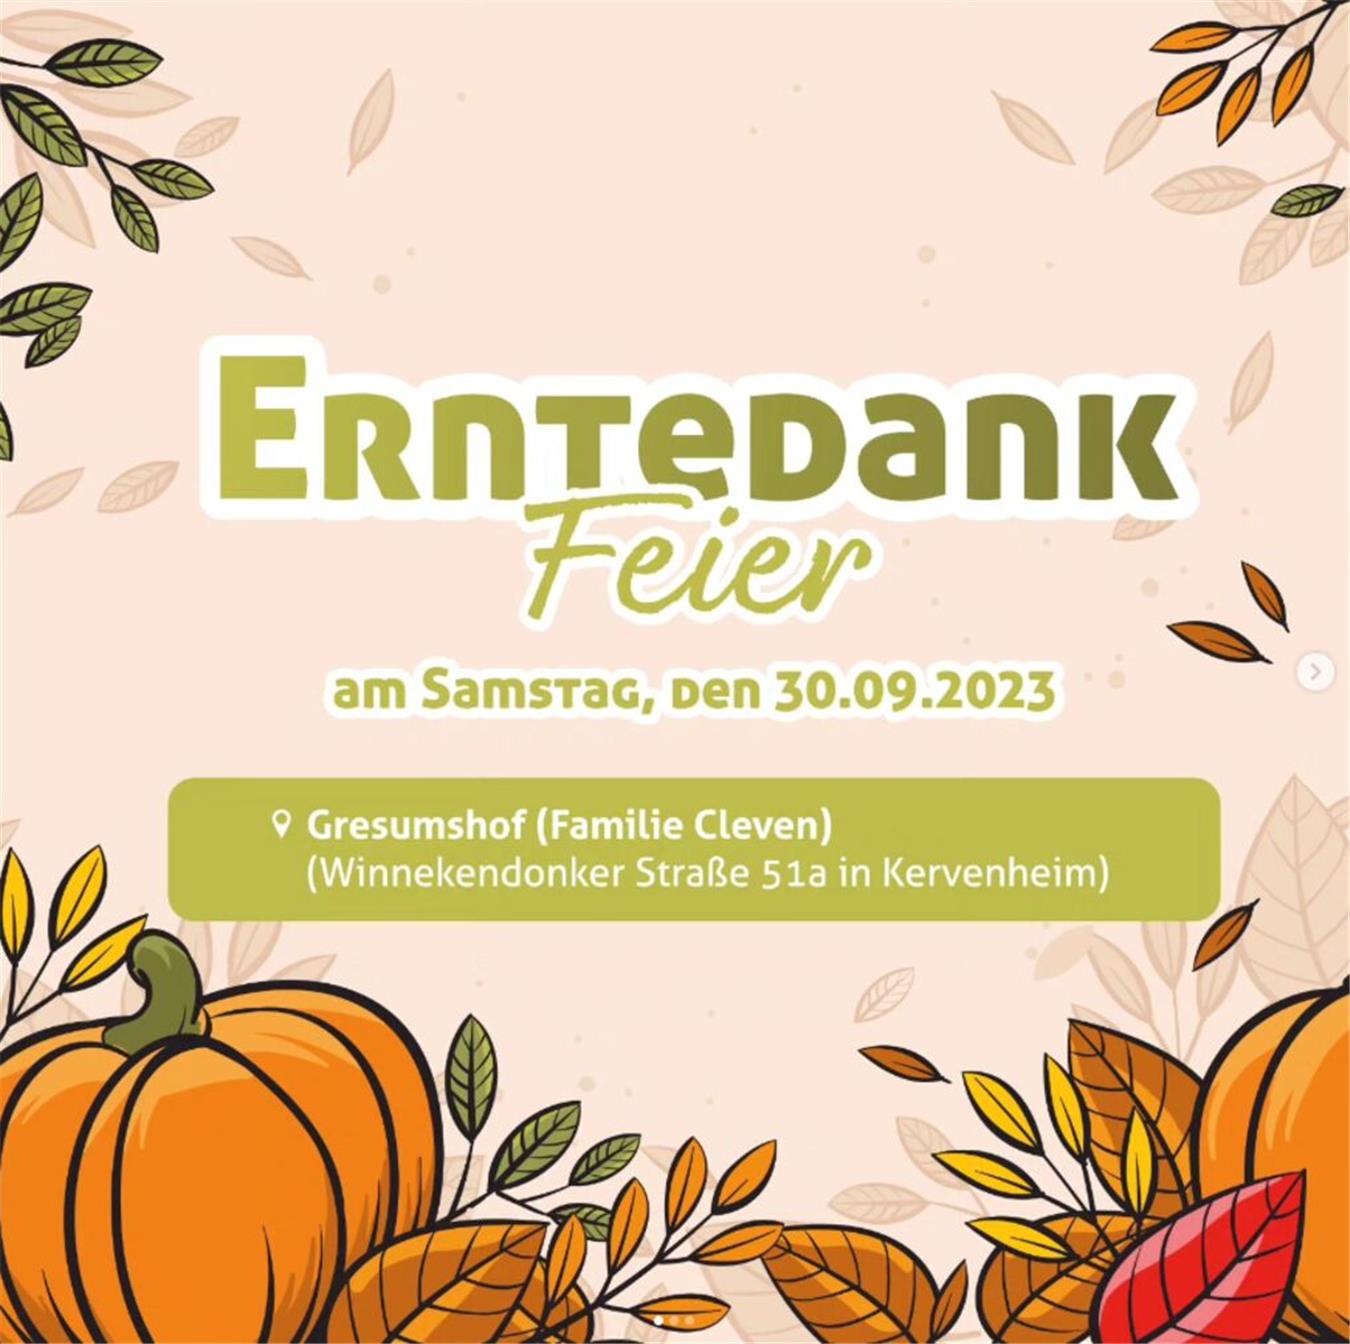 Erntedank
Feier
am Samstag, den 30.09.2023
Gresumshof (Familie Cleven)
(Winnekendonker Straße 51a in Kervenheim)